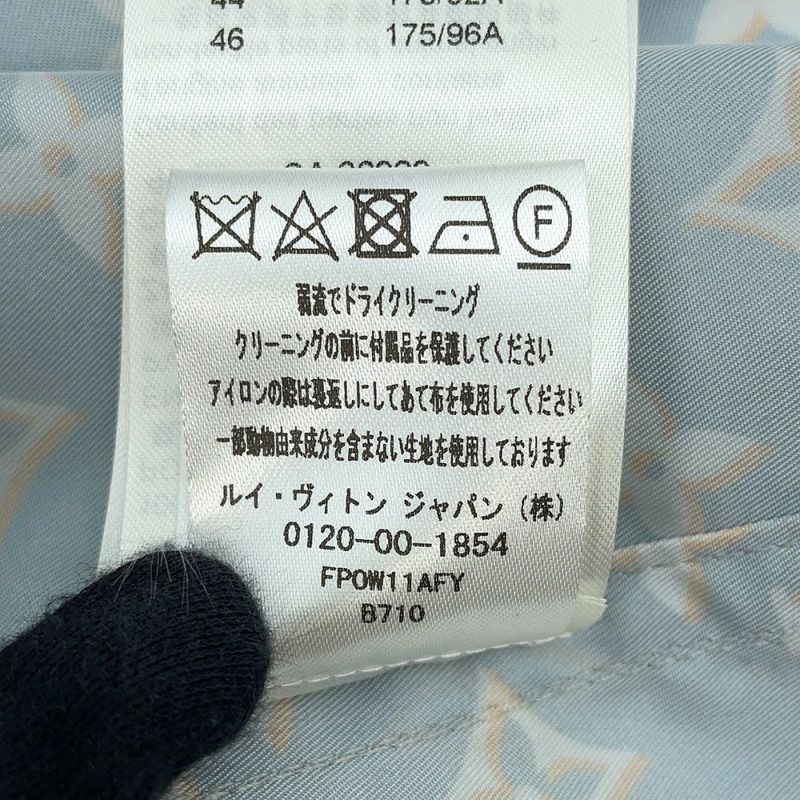 46 175/96A
F
弱流でドライクリーニング
クリーニングの前に付属品を保護してください
アイロンの際は裏返しにしてあて布を使用してください
一部動物由来成分を含まない生地を使用しております
ルイ・ヴィトン ジャパン (株)
0120-00-1854
FPOW11AFY
B710